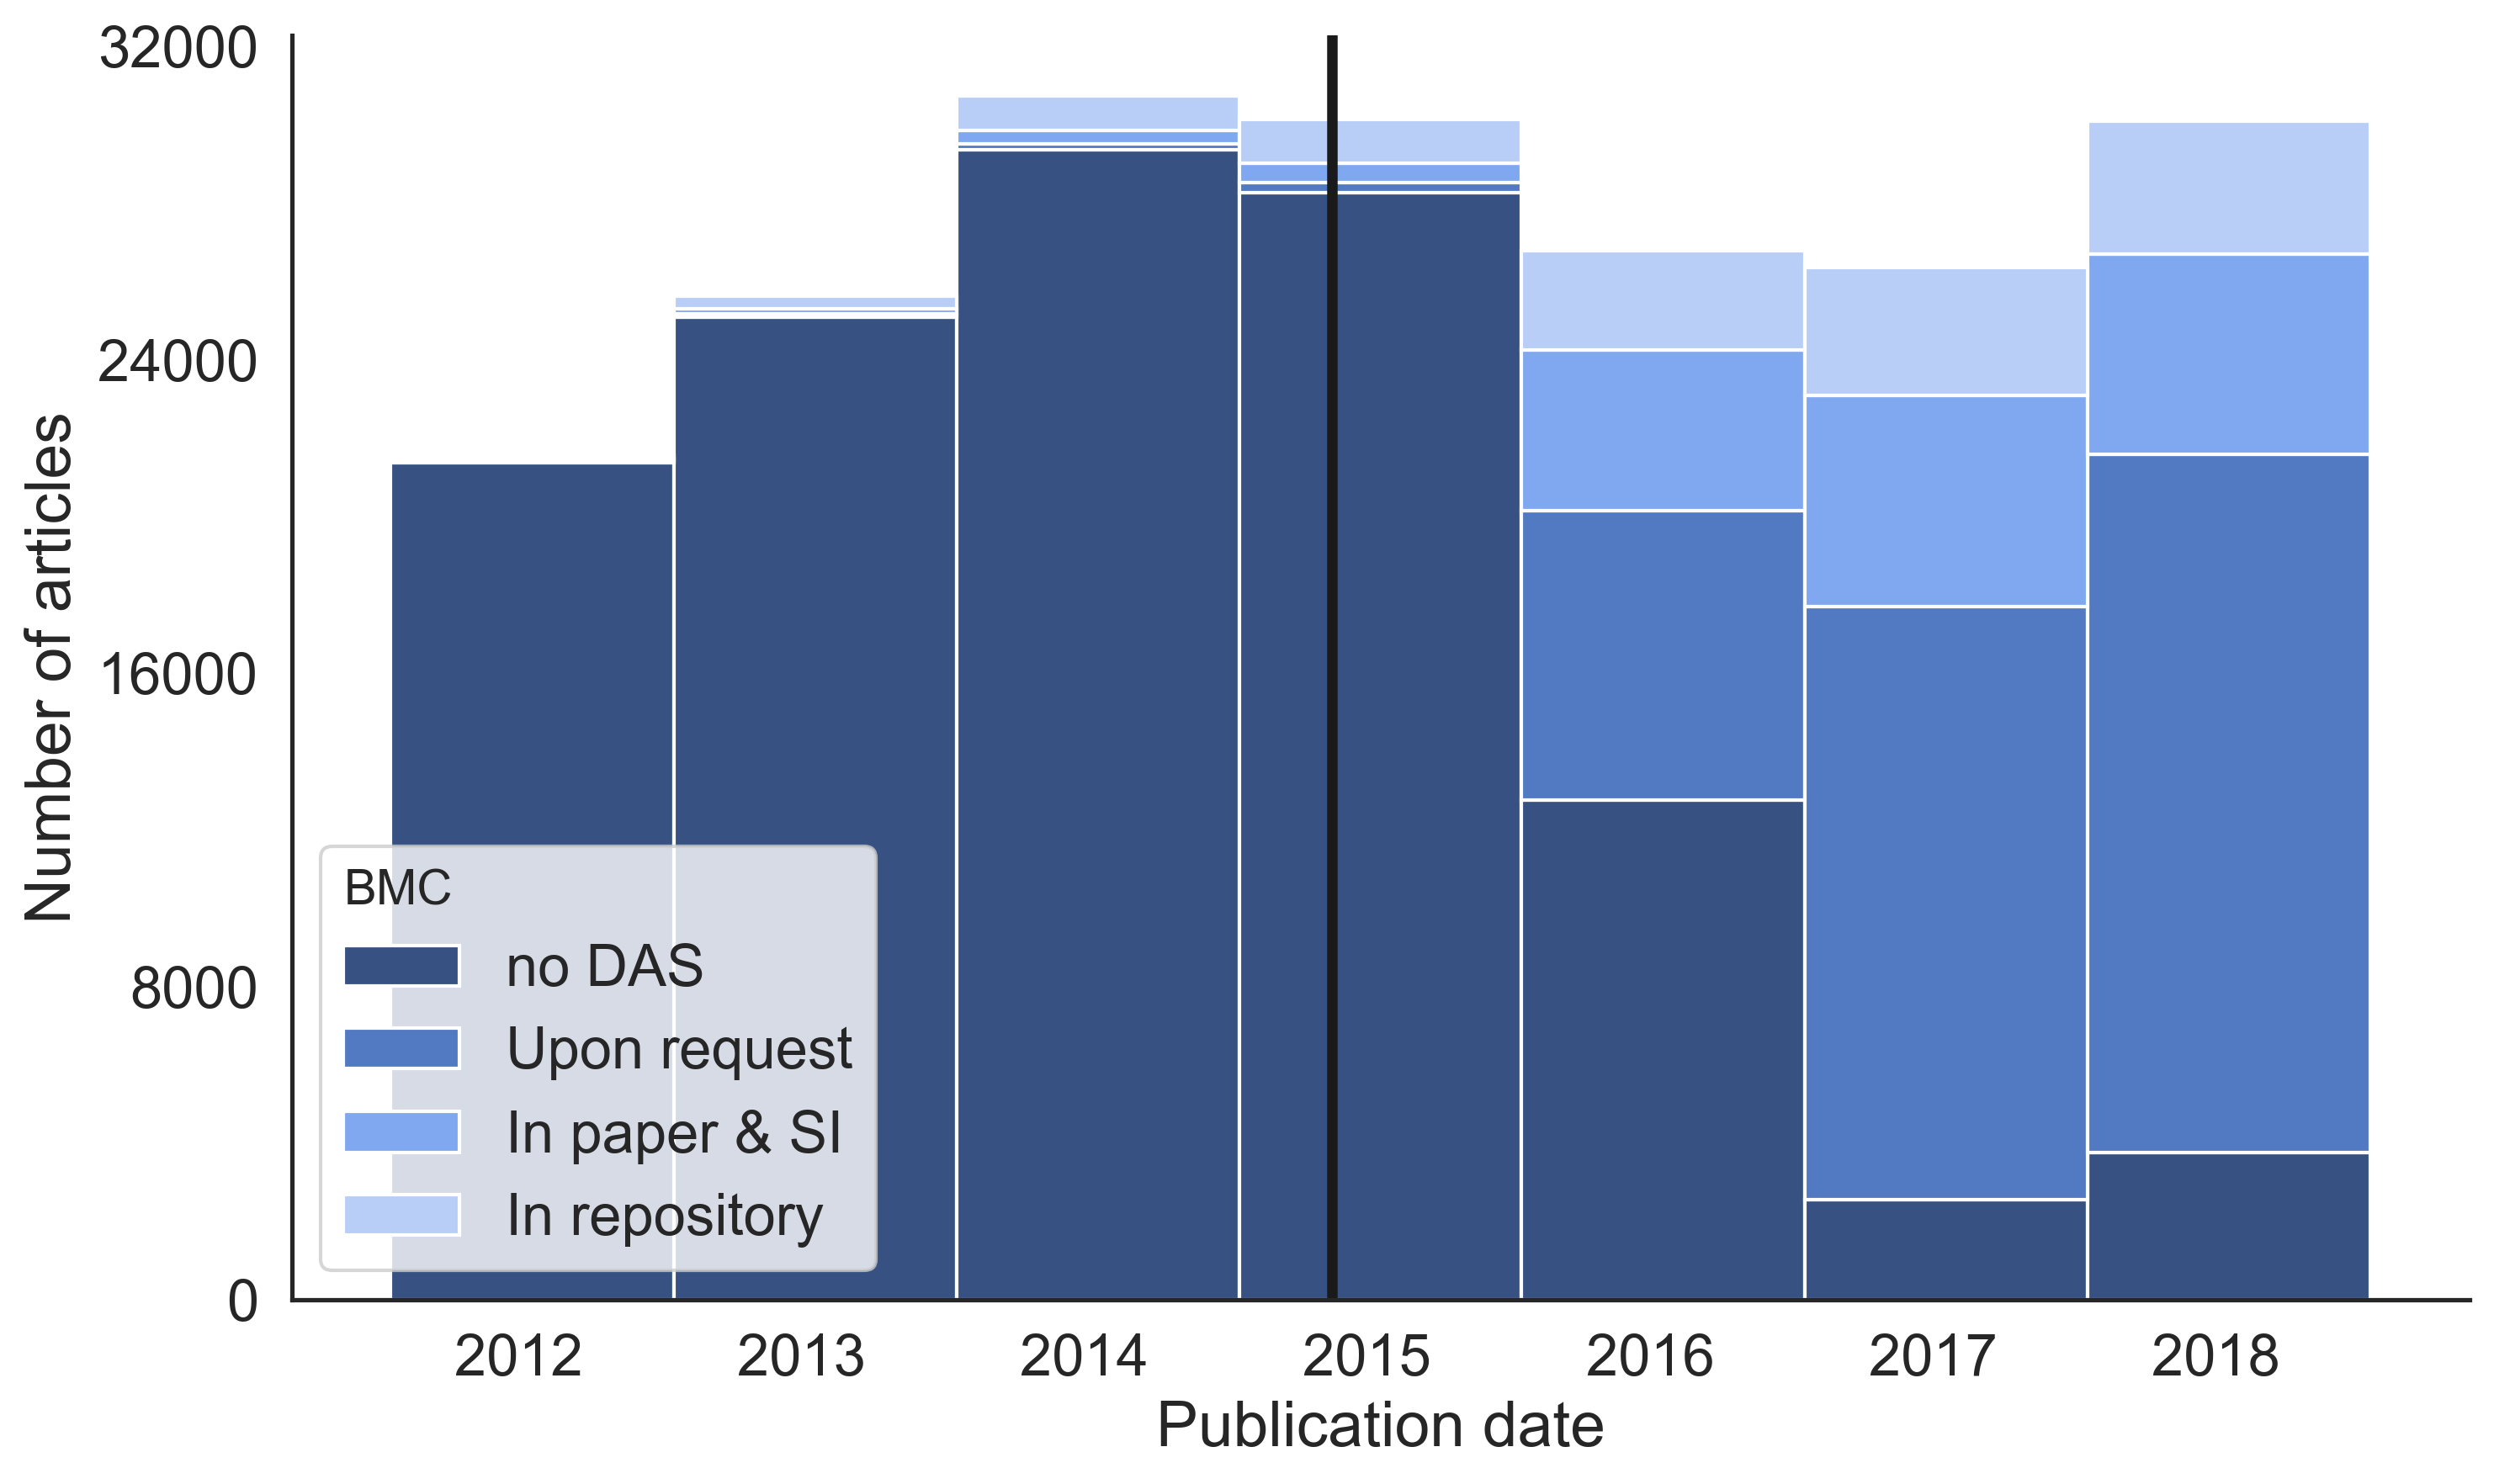 32000
24000
16000
8000
0
Number of articles
BMC
no DAS
Upon request
In paper & SI
In repository
2012 2013 2014 2015 2016 2017 2018
Publication date